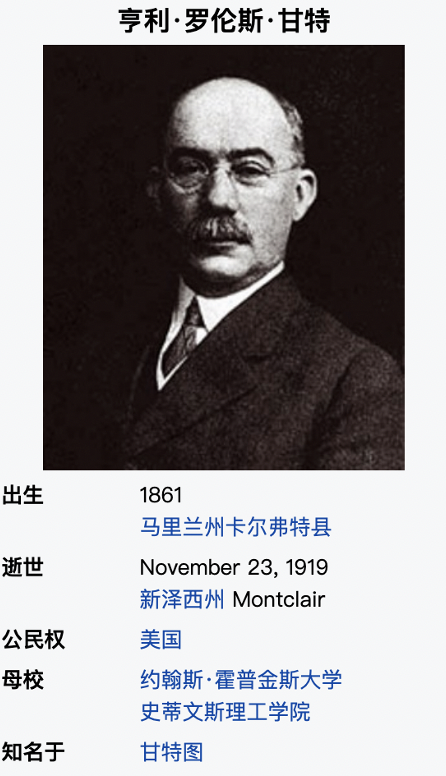 亨利·罗伦斯·甘特
出生 1861
马里兰州卡尔弗特县
逝世 November 23, 1919
新泽西州 Montclair
公民权 美国
母校 约翰斯·霍普金斯大学
史蒂文斯理工学院
知名于 甘特图